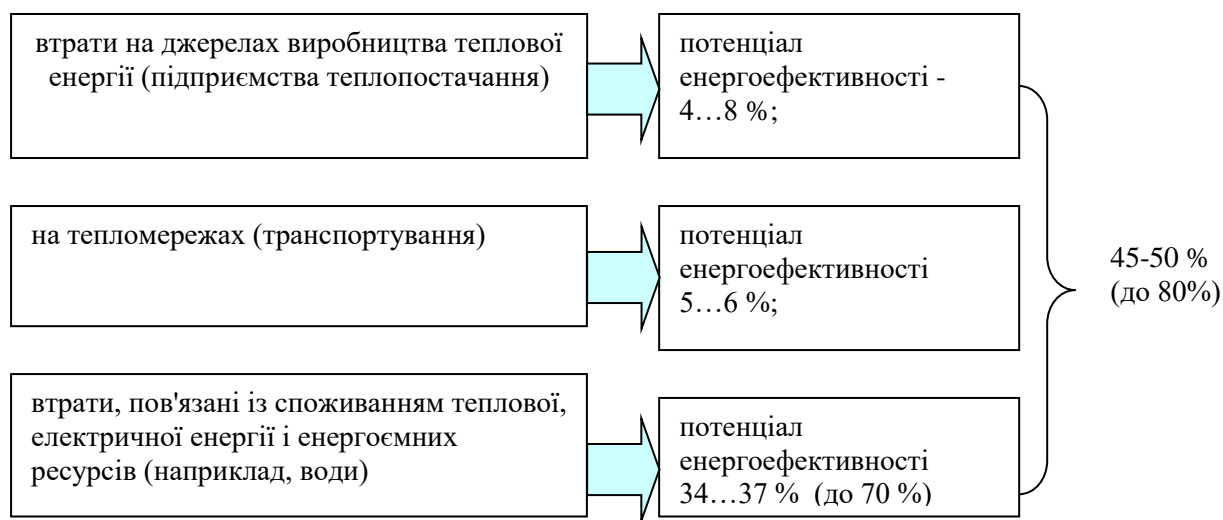 втрати на джерелах виробництва теплової
енергії (підприємства теплопостачання)
потенціал
енергоефективності -
4…8 %;
на тепломережах (транспортування)
потенціал
енергоефективності
5…6 %;
45-50 %
(до 80%)
втрати, пов'язані із споживанням теплової,
електричної енергії і енергоємних
ресурсів (наприклад, води)
потенціал
енергоефективності
34…37 %  (до 70 %)